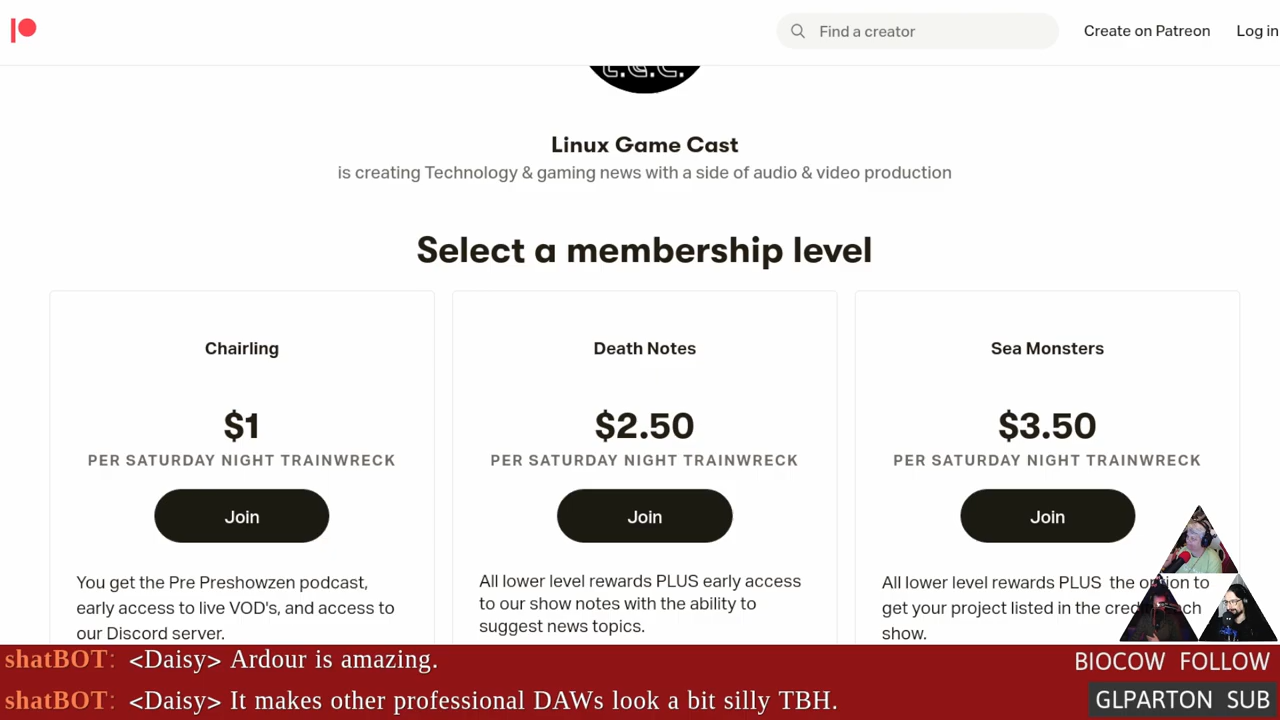 Find a creator
Create on Patreon
Log in
L.G.C.
Linux Game Cast
is creating Technology & gaming news with a side of audio & video production
Select a membership level
Chairling
$1
PER SATURDAY NIGHT TRAINWRECK
Join
You get the Pre Preshowzen podcast,
early access to live VOD's, and access to
our Discord server.
Death Notes
$2.50
PER SATURDAY NIGHT TRAINWRECK
Join
All lower level rewards PLUS early access
to our show notes with the ability to
suggest news topics.
Sea Monsters
$3.50
PER SATURDAY NIGHT TRAINWRECK
Join
All lower level rewards PLUS the option to
get your project listed in the
show.
shatBOT: <Daisy> Ardour is amazing.
shatBOT: <Daisy> It makes other professional DAWs look a bit silly TBH.
BIOCOW FOLLOW
GLPARTON SUB